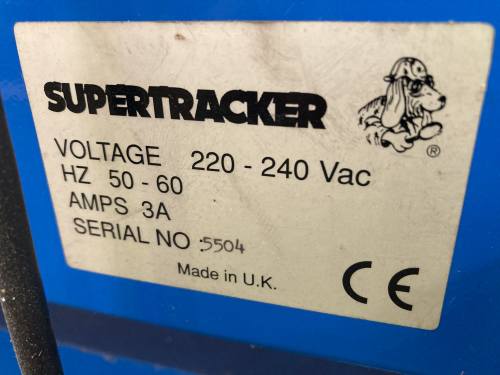 SUPERTRACKER
®
VOLTAGE 220 - 240 Vac
HZ 50 - 60
AMPS 3A
SERIAL NO : 5504
Made in U.K.
CE